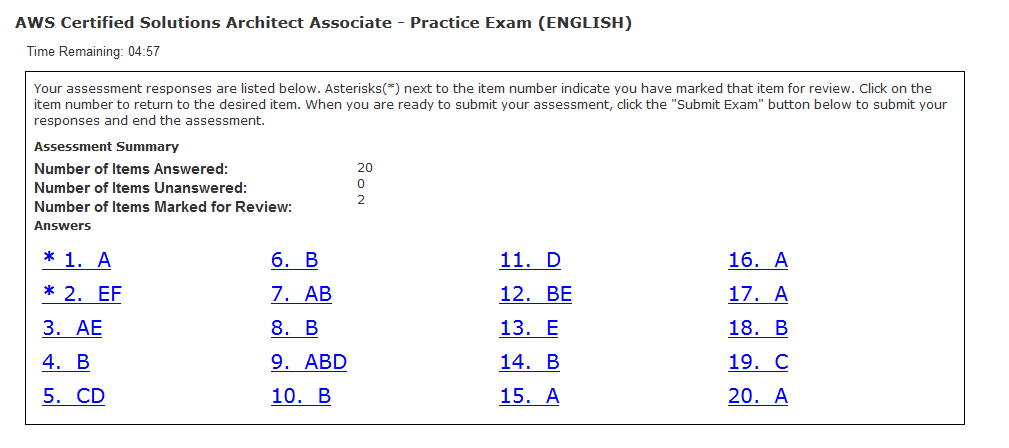 AWS Certified Solutions Architect Associate - Practice Exam (ENGLISH)
Time Remaining: 04:57
Your assessment responses are listed below. Asterisks(*) next to the item number indicate you have marked that item for review. Click on the
item number to return to the desired item. When you are ready to submit your assessment, click the "Submit Exam" button below to submit your
responses and end the assessment.
Assessment Summary
Number of Items Answered: 20
Number of Items Unanswered: 0
Number of Items Marked for Review: 2
Answers
* 1. A 6. B 11. D 16. A
* 2. EF 7. AB 12. BE 17. A
3. AE 8. B 13. E 18. B
4. B 9. ABD 14. B 19. C
5. CD 10. B 15. A 20. A